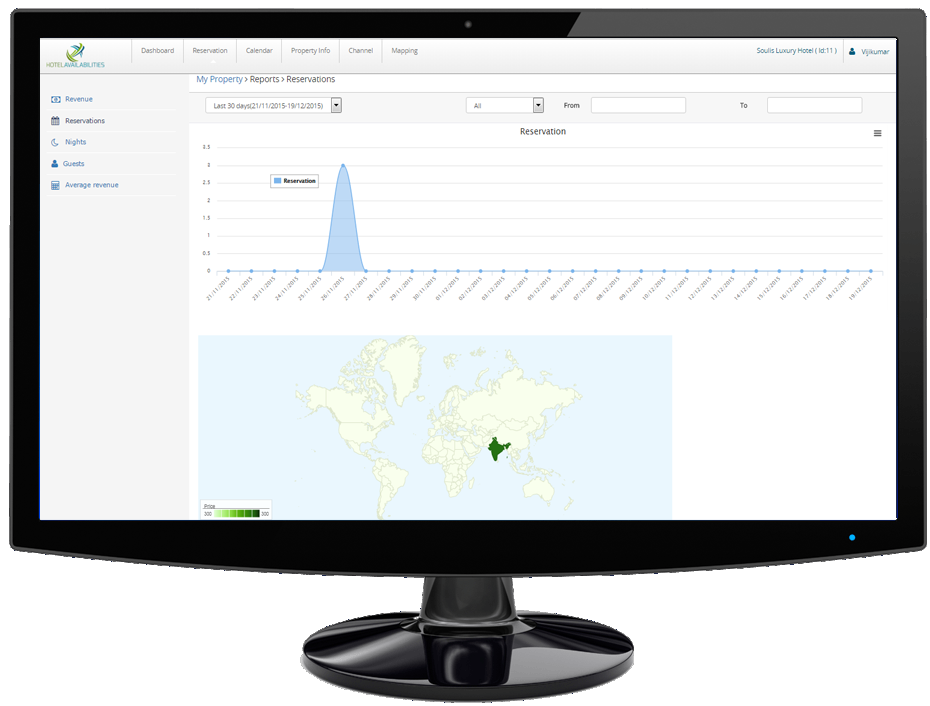 HOTELAVAILABILITIES
Dashboard Reservation Calendar Property Info Channel Mapping
Soulis Luxury Hotel ( Id:11 ) Vijikumar
My Property > Reports > Reservations
Revenue
Reservations
Nights
Guests
Average revenue
Last 30 days(21/11/2015-19/12/2015) All From To
Reservation
3.5
3
2.5
2
1.5
1
0.5
0
Reservation
21/11/2015 22/11/2015 23/11/2015 24/11/2015 25/11/2015 26/11/2015 27/11/2015 28/11/2015 29/11/2015 30/11/2015 01/12/2015 02/12/2015 03/12/2015 04/12/2015 05/12/2015 06/12/2015 07/12/2015 08/12/2015 09/12/2015 10/12/2015 11/12/2015 12/12/2015 13/12/2015 14/12/2015 15/12/2015 16/12/2015 17/12/2015 18/12/2015 19/12/2015
Price
300 300